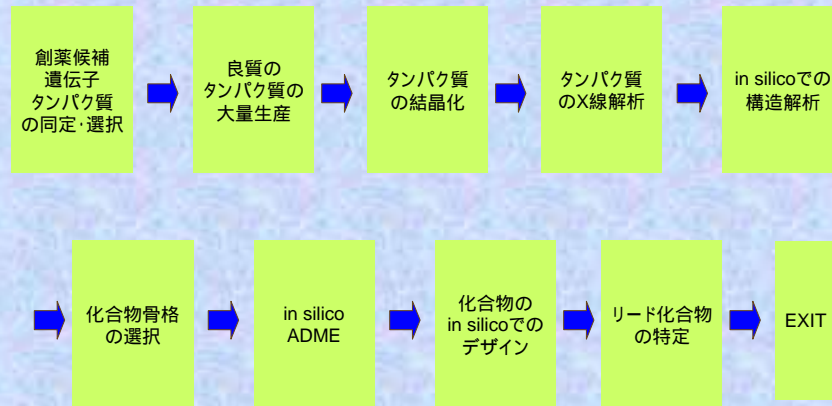 創薬候補
遺伝子
タンパク質
の同定・選択
良質の
タンパク質の
大量生産
タンパク質
の結晶化
タンパク質
のX線解析
in silicoでの
構造解析
化合物骨格
の選択
in silico
ADME
化合物の
in silicoでの
デザイン
リード化合物
の特定
EXIT